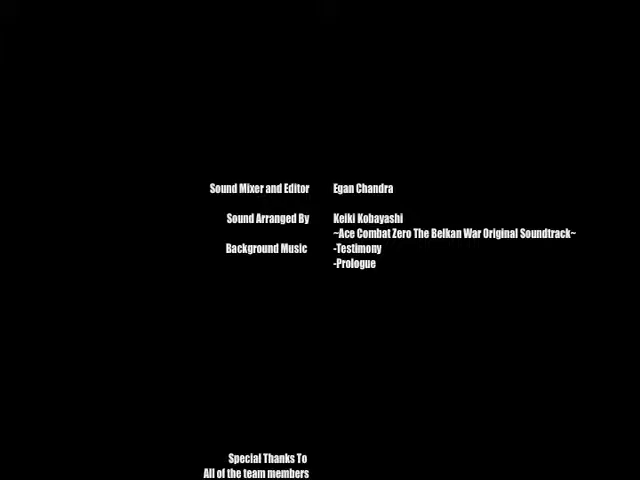 Sound Mixer and Editor Egan Chandra
Sound Arranged By Keiki Kobayashi
~Ace Combat Zero The Belkan War Original Soundtrack~
Background Music -Testimony
-Prologue
Special Thanks To
All of the team members